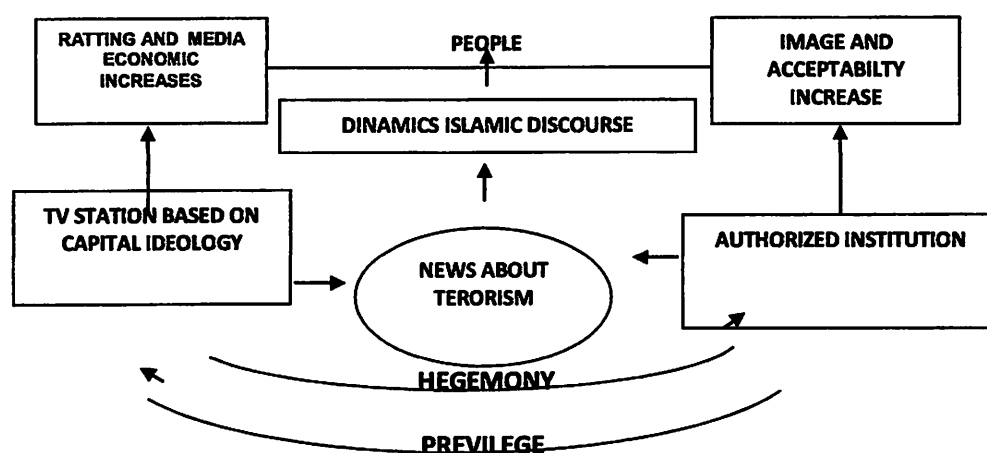 RATTING AND MEDIA
ECONOMIC
INCREASES
PEOPLE
IMAGE AND
ACCEPTABILTY
INCREASE
DINAMICS ISLAMIC DISCOURSE
TV STATION BASED ON
CAPITAL IDEOLOGY
NEWS ABOUT
TERORISM
AUTHORIZED INSTITUTION
HEGEMONY
PREVILEGE